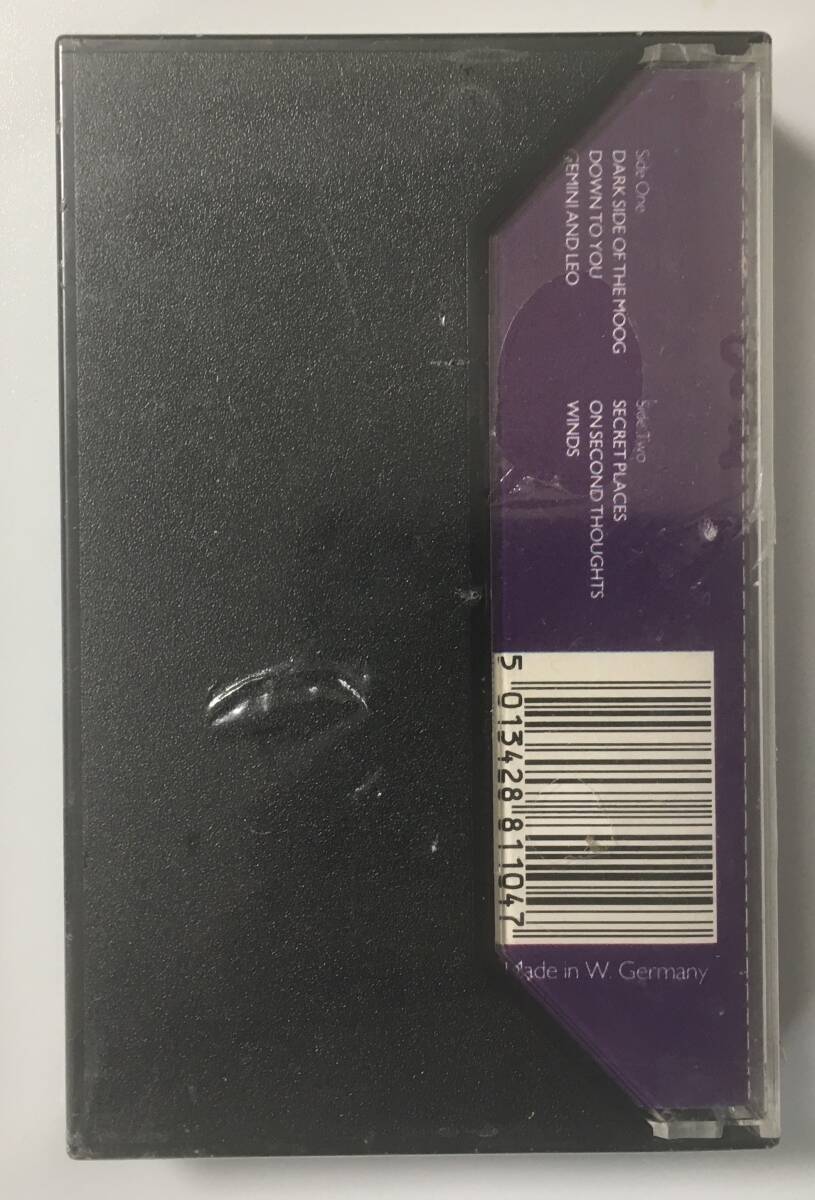 Side One
DARK SIDE OF THE MOOG
DOWN TO YOU
GEMINI AND LEO
Side Two
SECRET PLACES
ON SECOND THOUGHTS
WINDS
5 013428 811047
Made in W. Germany